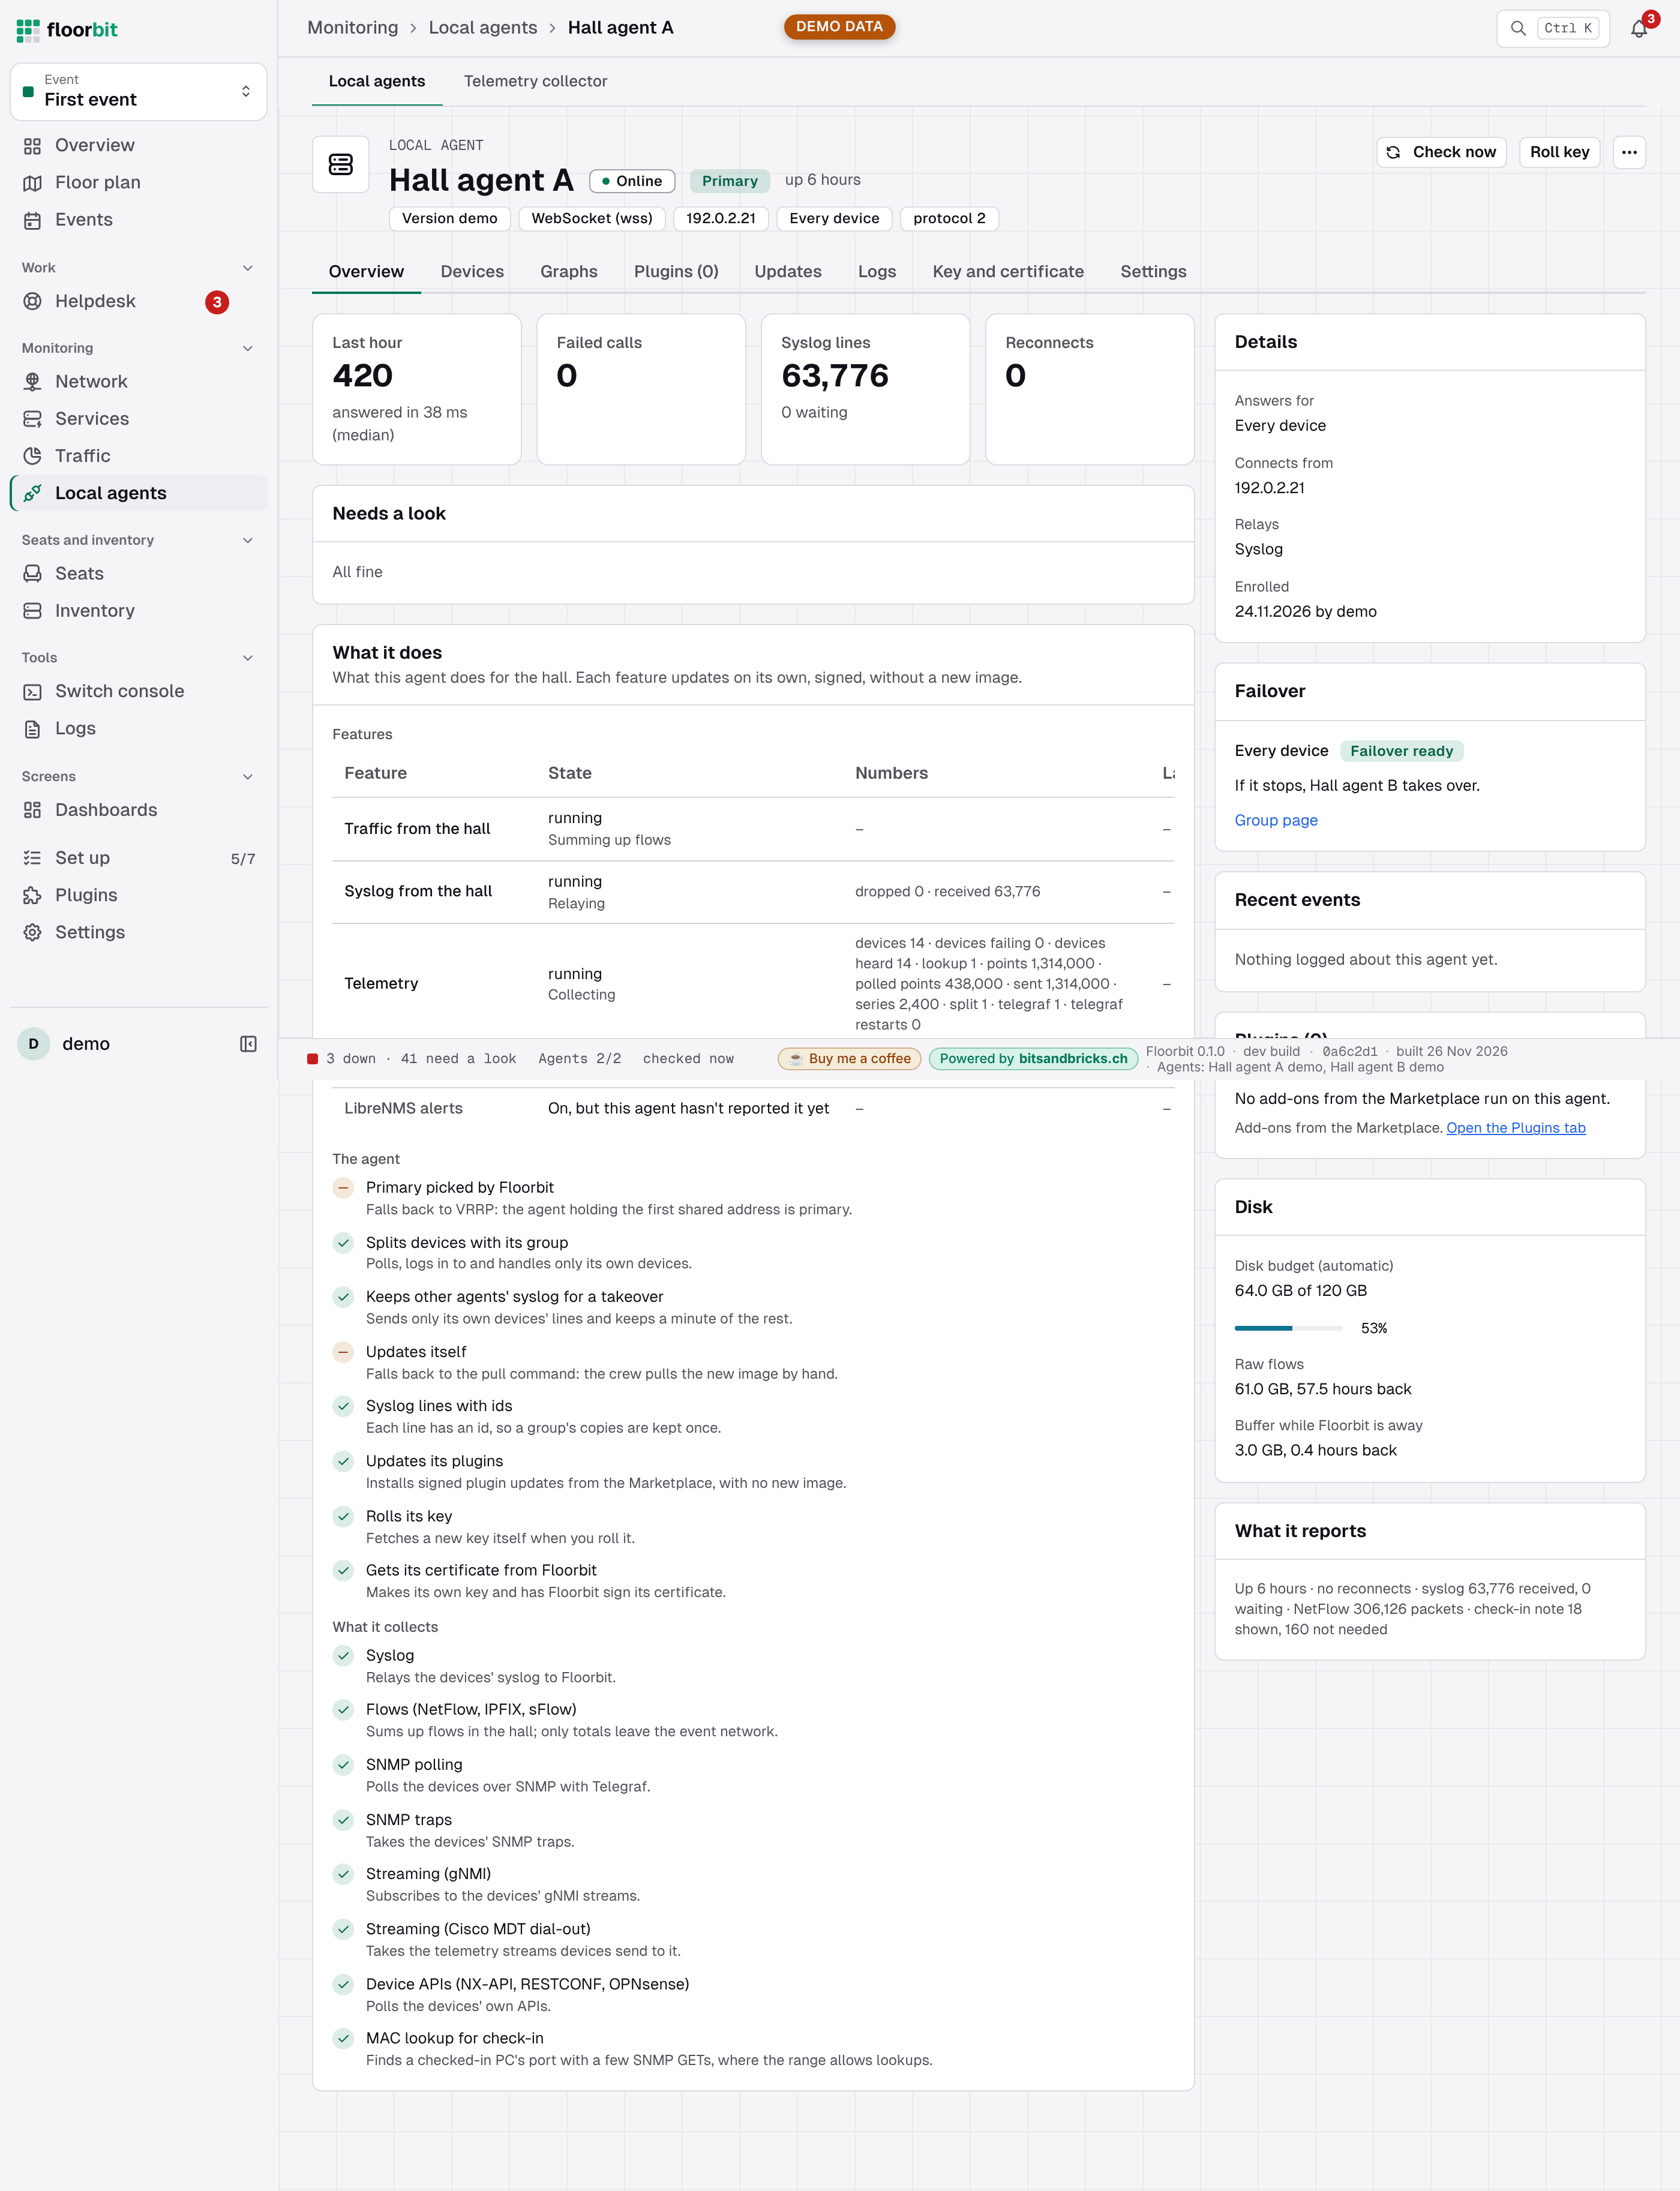 floorbit
Event
First event
Overview
Floor plan
Events
Work
Helpdesk 3
Monitoring
Network
Services
Traffic
Local agents
Seats and inventory
Seats
Inventory
Tools
Switch console
Logs
Screens
Dashboards
Set up 5/7
Plugins
Settings
D demo
Monitoring › Local agents › Hall agent A
DEMO DATA
Ctrl K
3
Local agents Telemetry collector
LOCAL AGENT
Hall agent A Online Primary up 6 hours
Version demo WebSocket (wss) 192.0.2.21 Every device protocol 2
Check now Roll key
Overview Devices Graphs Plugins (0) Updates Logs Key and certificate Settings
Last hour
420
answered in 38 ms
(median)
Failed calls
0
Syslog lines
63,776
0 waiting
Reconnects
0
Needs a look
All fine
What it does
What this agent does for the hall. Each feature updates on its own, signed, without a new image.
Features
Feature State Numbers
Traffic from the hall running – –
Summing up flows
Syslog from the hall running dropped 0 · received 63,776 –
Relaying
Telemetry running –
Collecting
devices 14 · devices failing 0 · devices
heard 14 · lookup 1 · points 1,314,000 ·
polled points 438,000 · sent 1,314,000 ·
series 2,400 · split 1 · telegraf 1 · telegraf
restarts 0
3 down · 41 need a look Agents 2/2 checked now
Buy me a coffee
Powered by bitsandbricks.ch
Floorbit 0.1.0 · dev build · 0a6c2d1 · built 26 Nov 2026
· Agents: Hall agent A demo, Hall agent B demo
LibreNMS alerts On, but this agent hasn't reported it yet – –
The agent
Primary picked by Floorbit
Falls back to VRRP: the agent holding the first shared address is primary.
Splits devices with its group
Polls, logs in to and handles only its own devices.
Keeps other agents' syslog for a takeover
Sends only its own devices' lines and keeps a minute of the rest.
Updates itself
Falls back to the pull command: the crew pulls the new image by hand.
Syslog lines with ids
Each line has an id, so a group's copies are kept once.
Updates its plugins
Installs signed plugin updates from the Marketplace, with no new image.
Rolls its key
Fetches a new key itself when you roll it.
Gets its certificate from Floorbit
Makes its own key and has Floorbit sign its certificate.
What it collects
Syslog
Relays the devices' syslog to Floorbit.
Flows (NetFlow, IPFIX, sFlow)
Sums up flows in the hall; only totals leave the event network.
SNMP polling
Polls the devices over SNMP with Telegraf.
SNMP traps
Takes the devices' SNMP traps.
Streaming (gNMI)
Subscribes to the devices' gNMI streams.
Streaming (Cisco MDT dial-out)
Takes the telemetry streams devices send to it.
Device APIs (NX-API, RESTCONF, OPNsense)
Polls the devices' own APIs.
MAC lookup for check-in
Finds a checked-in PC's port with a few SNMP GETs, where the range allows lookups.
Details
Answers for
Every device
Connects from
192.0.2.21
Relays
Syslog
Enrolled
24.11.2026 by demo
Failover
Every device Failover ready
If it stops, Hall agent B takes over.
Group page
Recent events
Nothing logged about this agent yet.
Plugins (0)
No add-ons from the Marketplace run on this agent.
Add-ons from the Marketplace. Open the Plugins tab
Disk
Disk budget (automatic)
64.0 GB of 120 GB
53%
Raw flows
61.0 GB, 57.5 hours back
Buffer while Floorbit is away
3.0 GB, 0.4 hours back
What it reports
Up 6 hours · no reconnects · syslog 63,776 received, 0
waiting · NetFlow 306,126 packets · check-in note 18
shown, 160 not needed